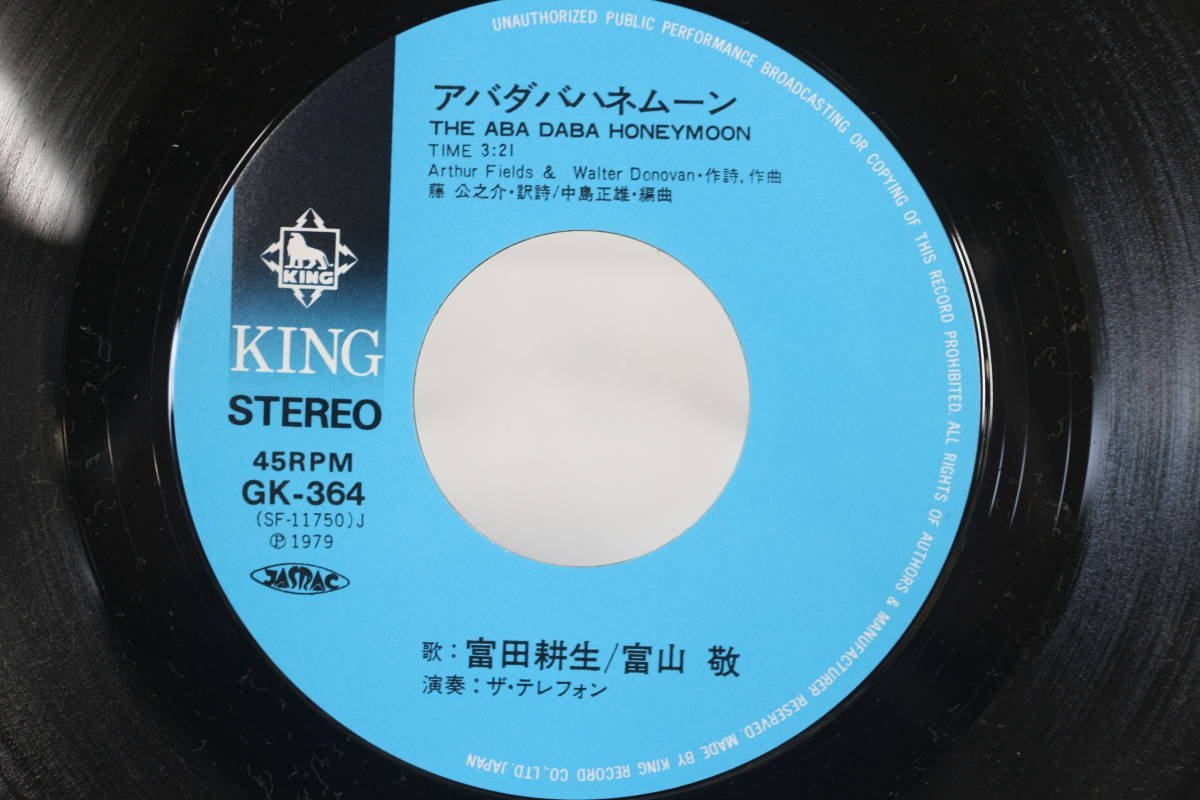 アバダバハネムーン
THE ABA DABA HONEYMOON
TIME 3:21
Arthur Fields & Walter Donovan・作詩,作曲
藤 公之介・訳詩/中島正雄・編曲
KING
KING
STEREO
45RPM
GK-364
(SF-11750)J
Ⓟ1979
JASRAC
歌:富田耕生/富山 敬
演奏:ザ・テレフォン
UNAUTHORIZED PUBLIC PERFORMANCE BROADCASTING OR COPYING OF THIS RECORD PROHIBITED. ALL RIGHTS OF AUTHORS & MANUFACTURER RESERVED. MADE BY KING RECORD CO., LTD. JAPAN